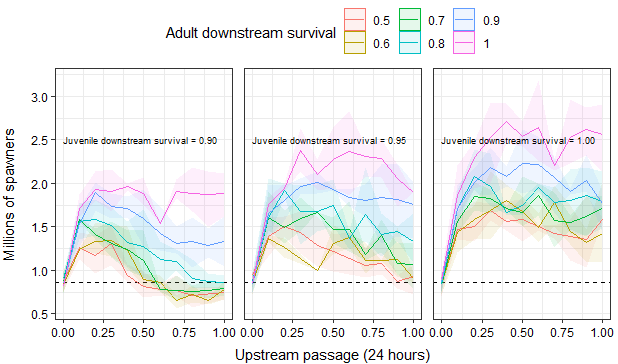 Adult downstream survival
0.5 0.7 0.9
0.6 0.8 1
Millions of spawners
3.0
2.5
2.0
1.5
1.0
0.5
Juvenile downstream survival = 0.90
Juvenile downstream survival = 0.95
Juvenile downstream survival = 1.00
0.00 0.25 0.50 0.75 1.00
0.00 0.25 0.50 0.75 1.00
0.00 0.25 0.50 0.75 1.00
Upstream passage (24 hours)